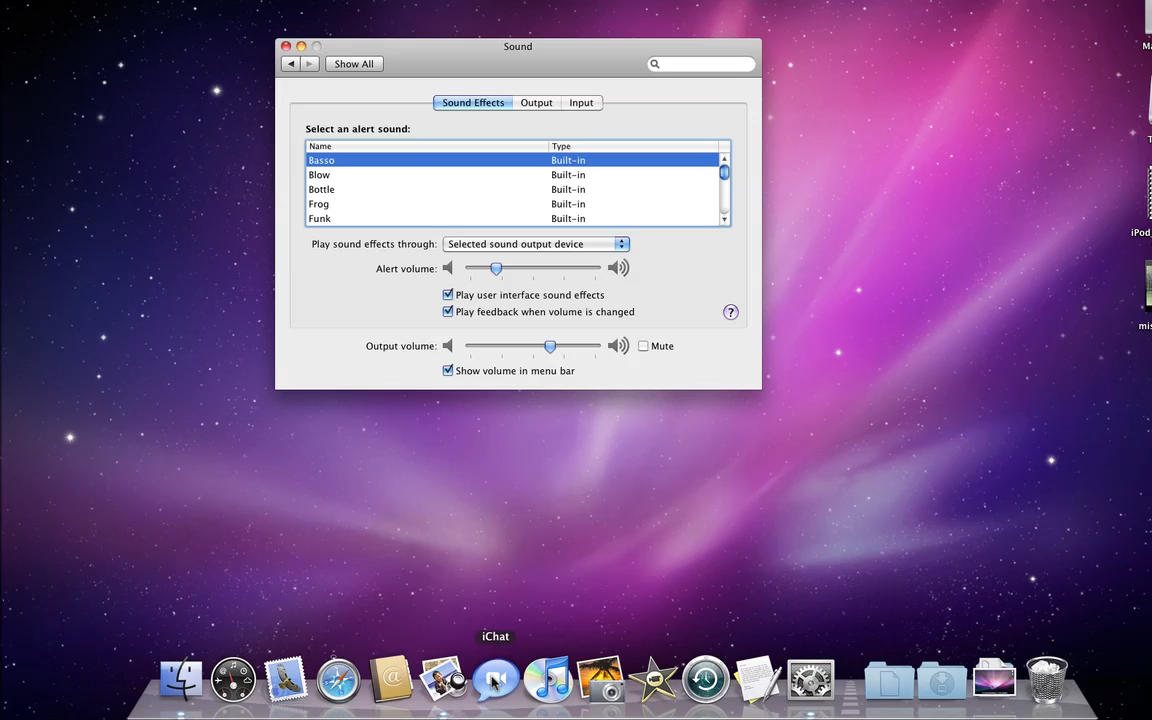 Sound
Show All
Sound Effects Output Input
Select an alert sound:
Name Type
Basso Built-in
Blow Built-in
Bottle Built-in
Frog Built-in
Funk Built-in
Play sound effects through: Selected sound output device
Alert volume:
Play user interface sound effects
Play feedback when volume is changed
?
Output volume: Mute
Show volume in menu bar
iPod
mis
iChat
@